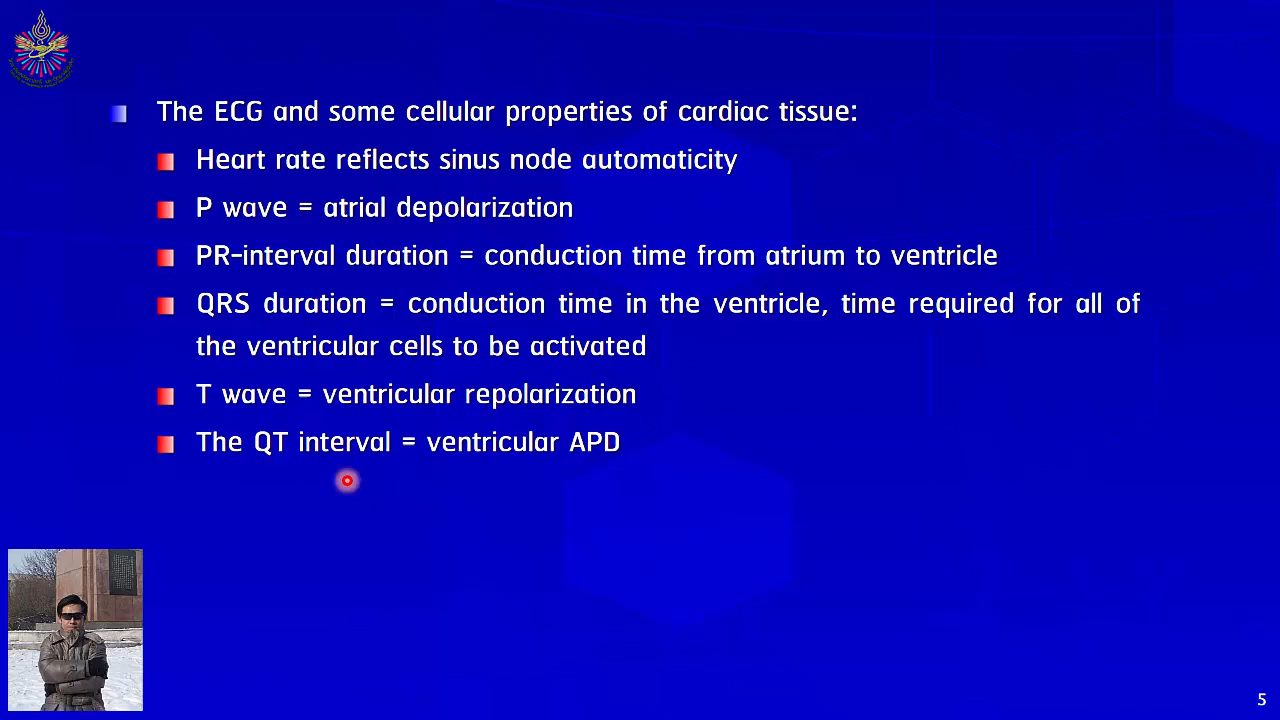 The ECG and some cellular properties of cardiac tissue:
Heart rate reflects sinus node automaticity
P wave = atrial depolarization
PR-interval duration = conduction time from atrium to ventricle
QRS duration = conduction time in the ventricle, time required for all of
the ventricular cells to be activated
T wave = ventricular repolarization
The QT interval = ventricular APD
5